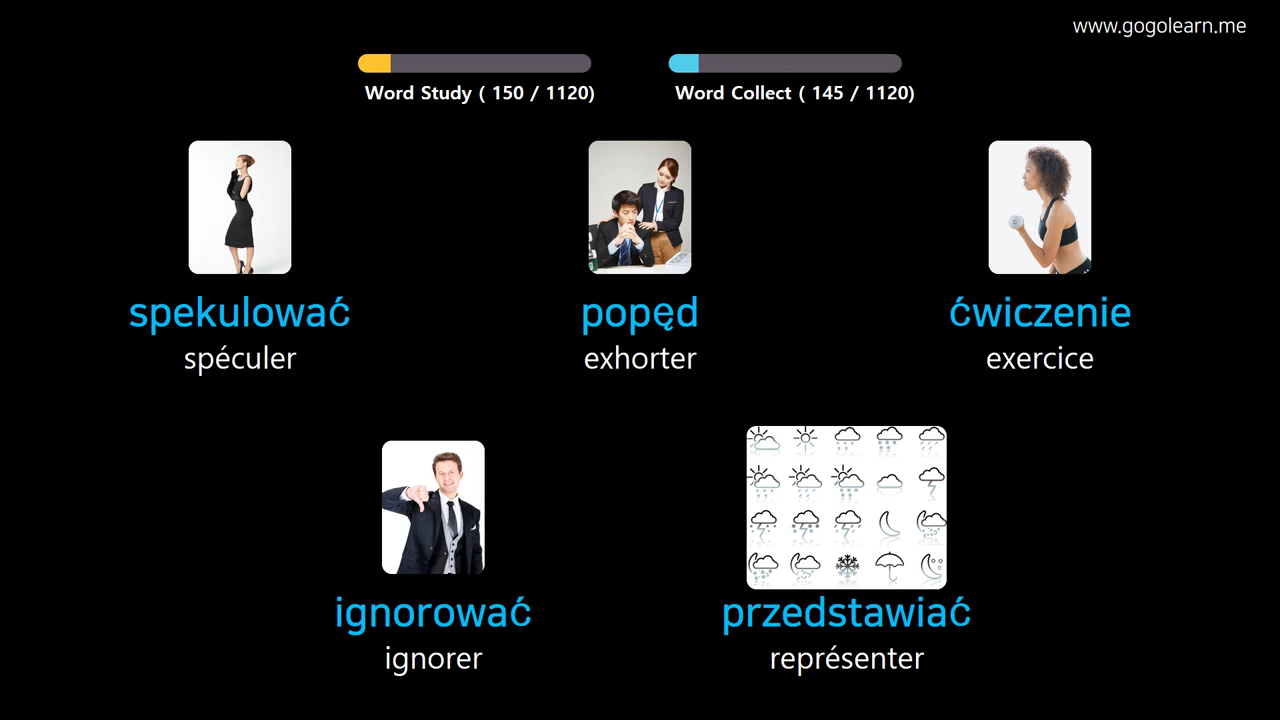 www.gogolearn.me
Word Study ( 150 / 1120)
Word Collect ( 145 / 1120)
spekulować
spéculer
popęd
exhorter
ćwiczenie
exercice
ignorować
ignorer
przedstawiać
représenter